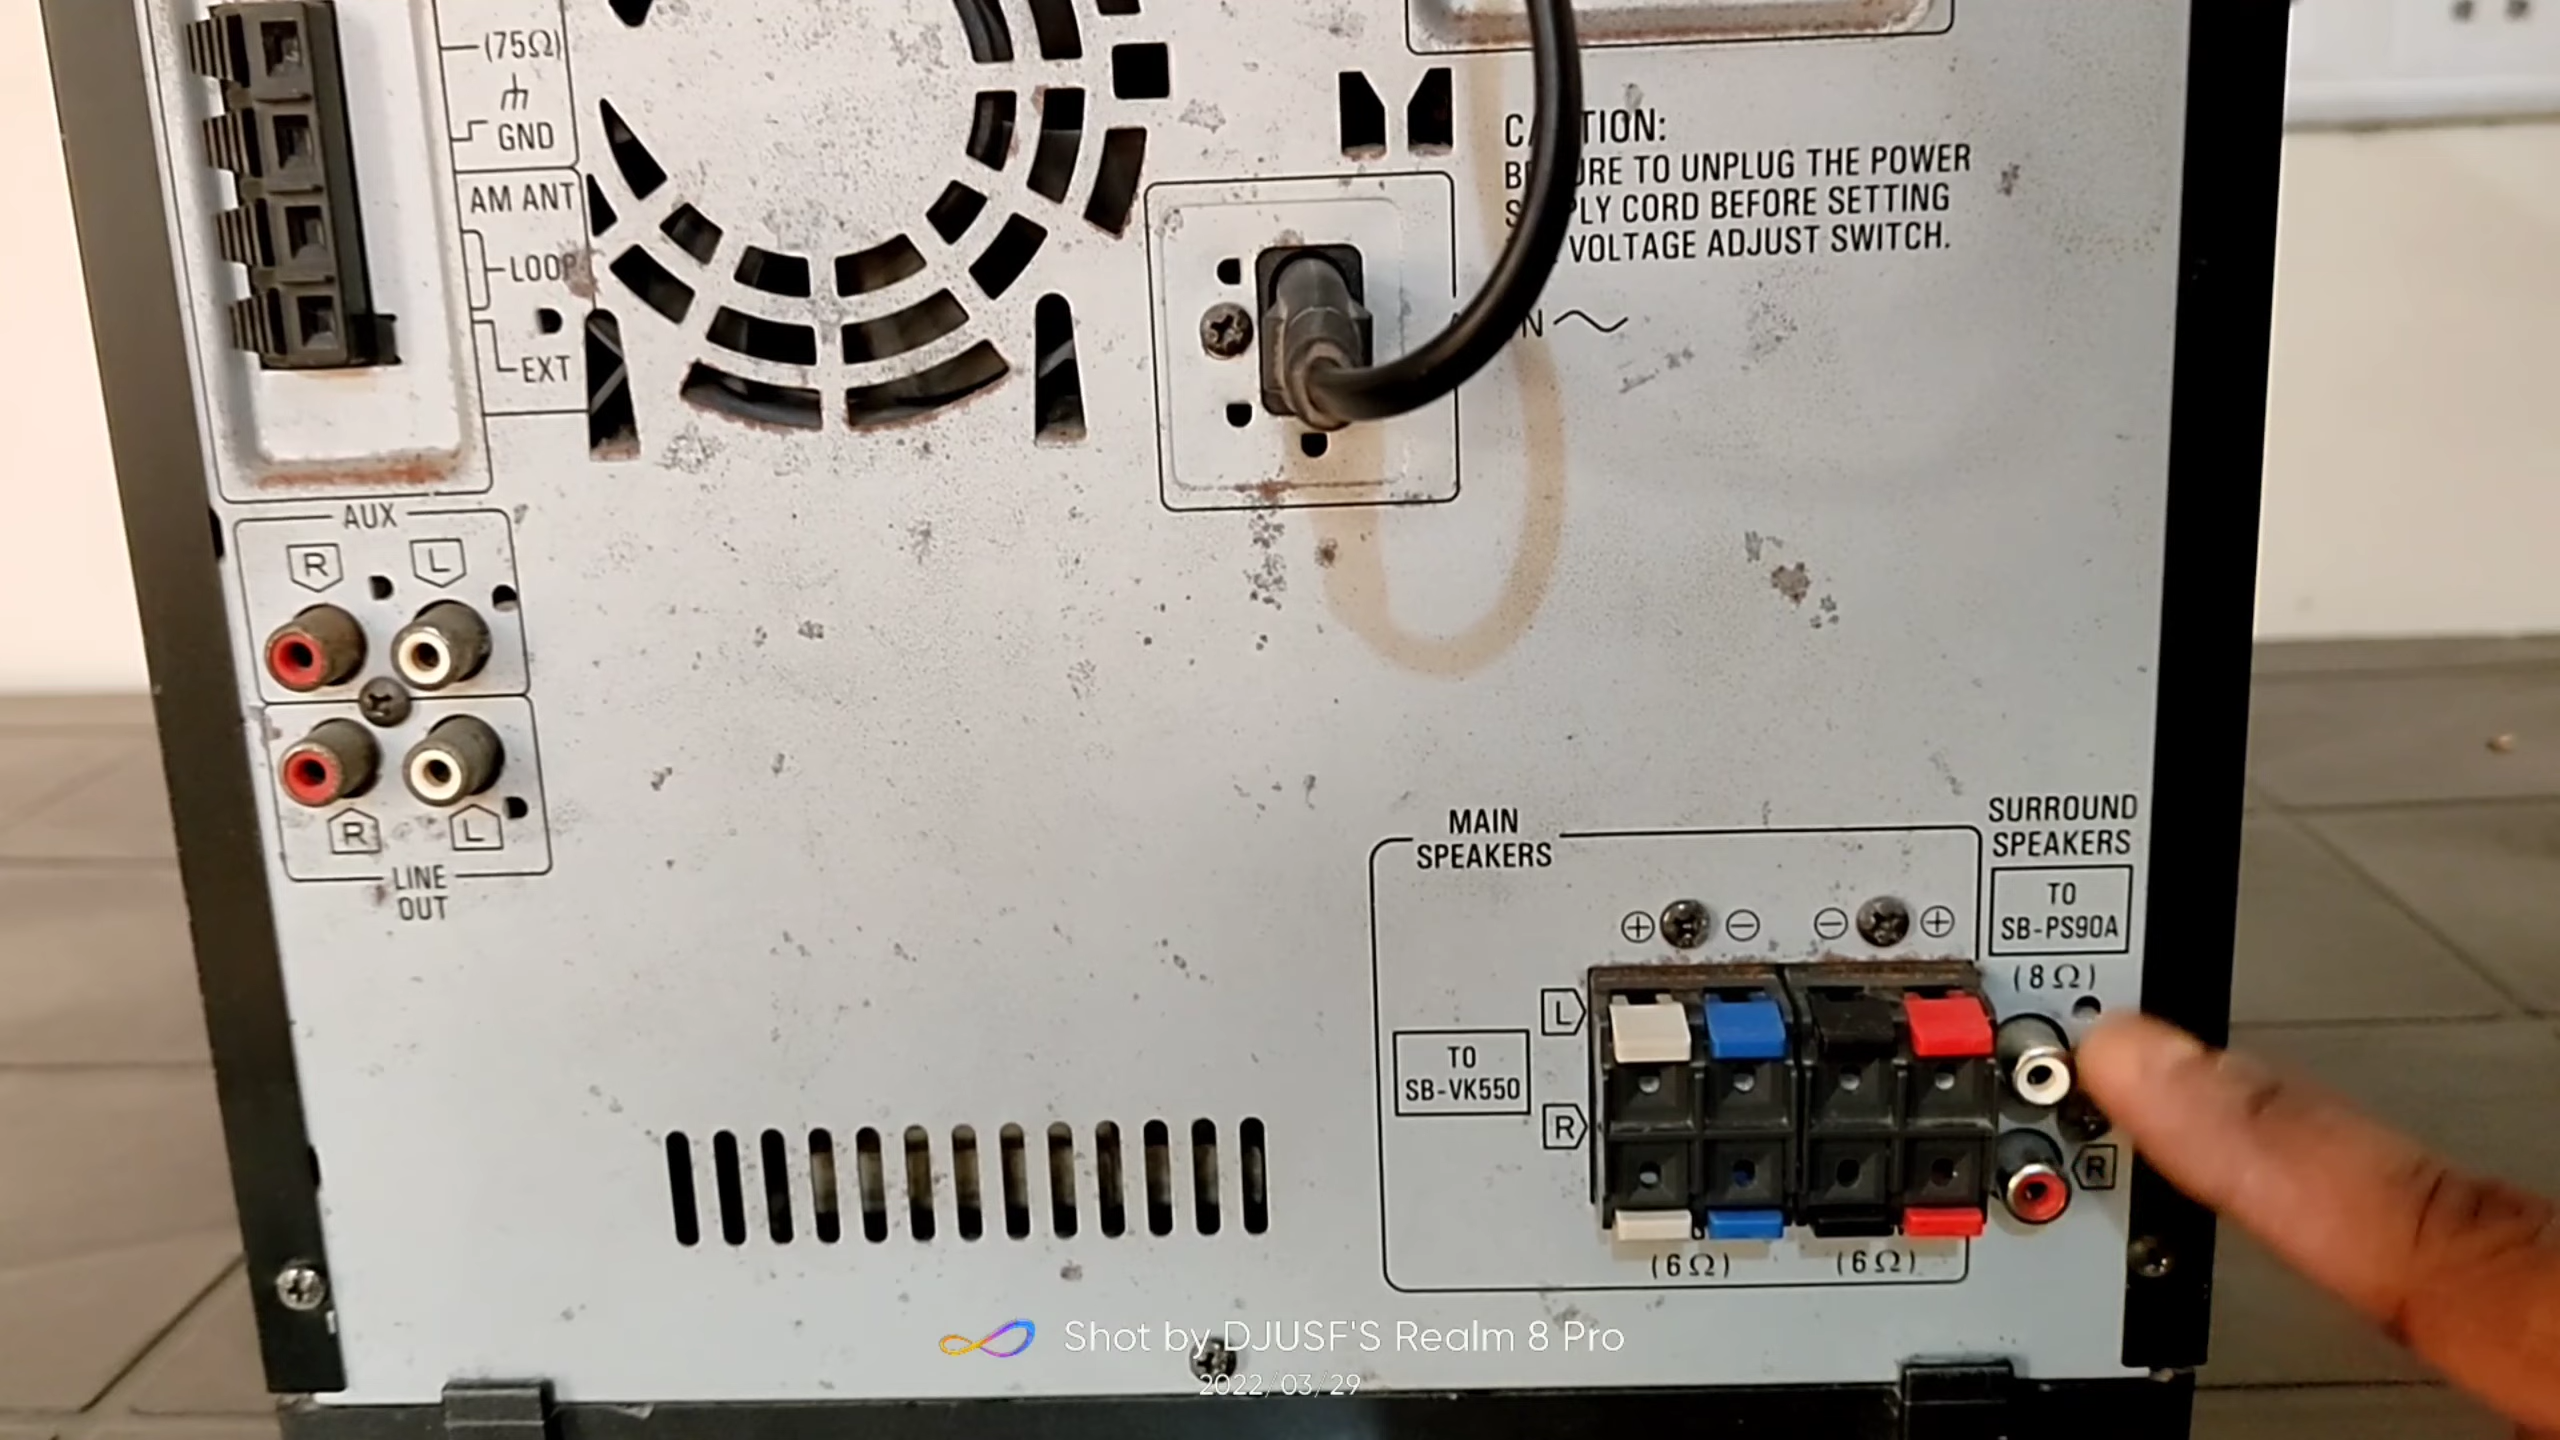 (75Ω)
GND
AM ANT
LOOP
EXT
TION:
URE TO UNPLUG THE POWER
PLY CORD BEFORE SETTING
VOLTAGE ADJUST SWITCH.
AUX
R L
R L
LINE
OUT
MAIN
SPEAKERS
SURROUND
SPEAKERS
TO
SB-PS90A
(8Ω)
⊕ ⊖ ⊖ ⊕
L
TO
SB-VK550
R
R
(6Ω) (6Ω)
Shot by DJUSF'S Realm 8 Pro
2022/03/29